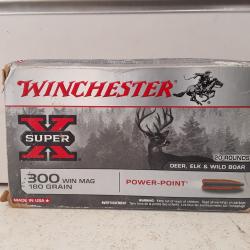 WINCHESTER
SUPER
X
20 ROUNDS
DEER, ELK & WILD BOAR
300 WIN MAG
180 GRAIN
POWER-POINT
MADE IN USA